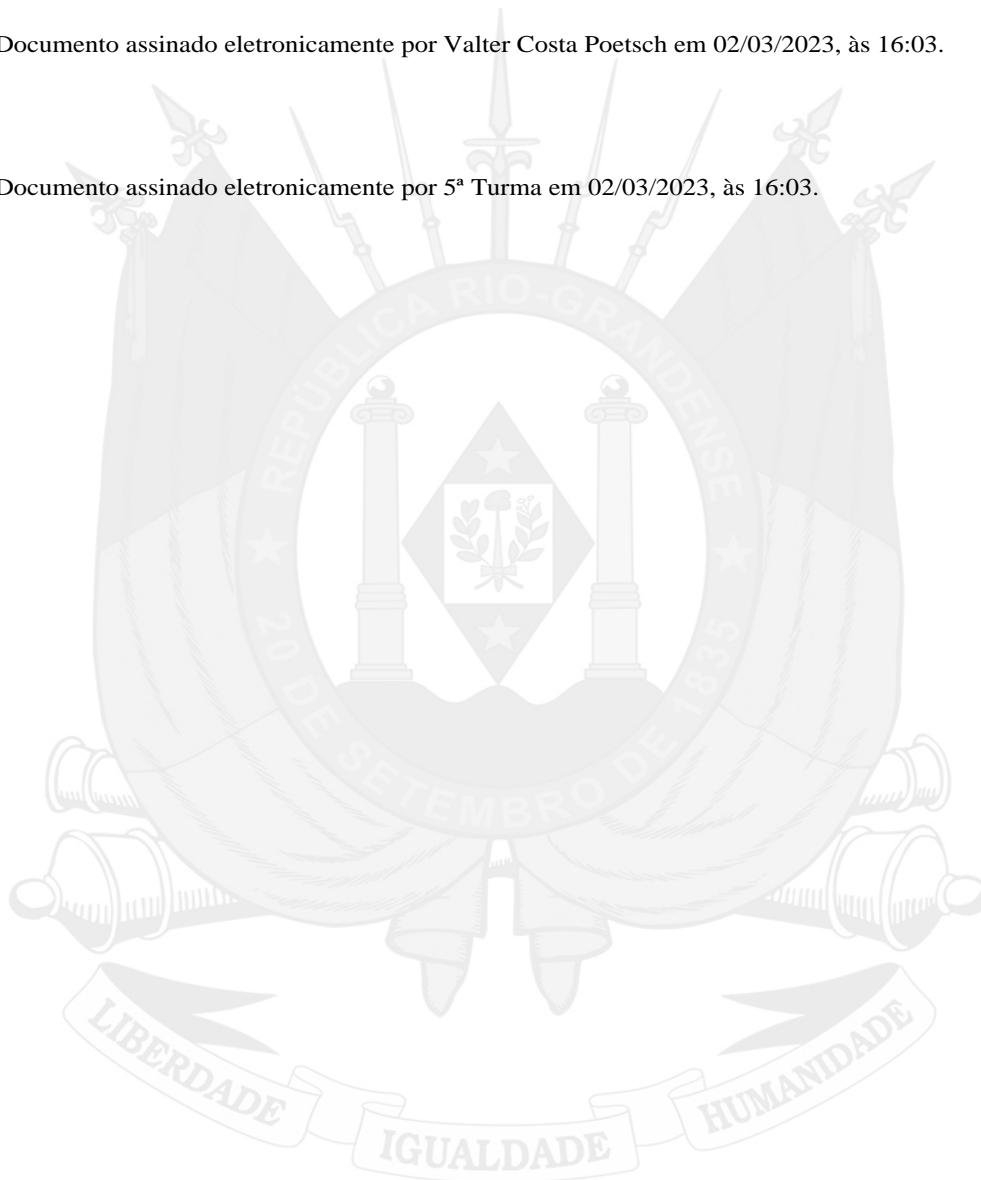 Documento assinado eletronicamente por Valter Costa Poetsch em 02/03/2023, às 16:03.
Documento assinado eletronicamente por 5ª Turma em 02/03/2023, às 16:03.
REPÚBLICA RIO-GRANDENSE
20 DE SETEMBRO DE 1835
LIBERDADE
IGUALDADE
HUMANIDADE